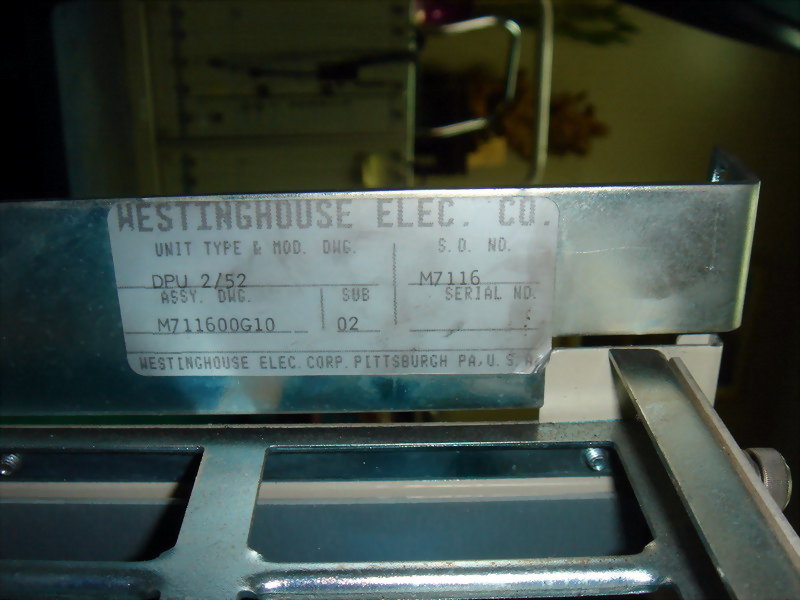 WESTINGHOUSE ELEC. CO.
UNIT TYPE & MOD. DWG. S.O. NO.
DPU 2/52 M7116
ASSY. DWG. SUB SERIAL NO.
M711600G10 02
WESTINGHOUSE ELEC. CORP. PITTSBURGH PA, U.S.A.